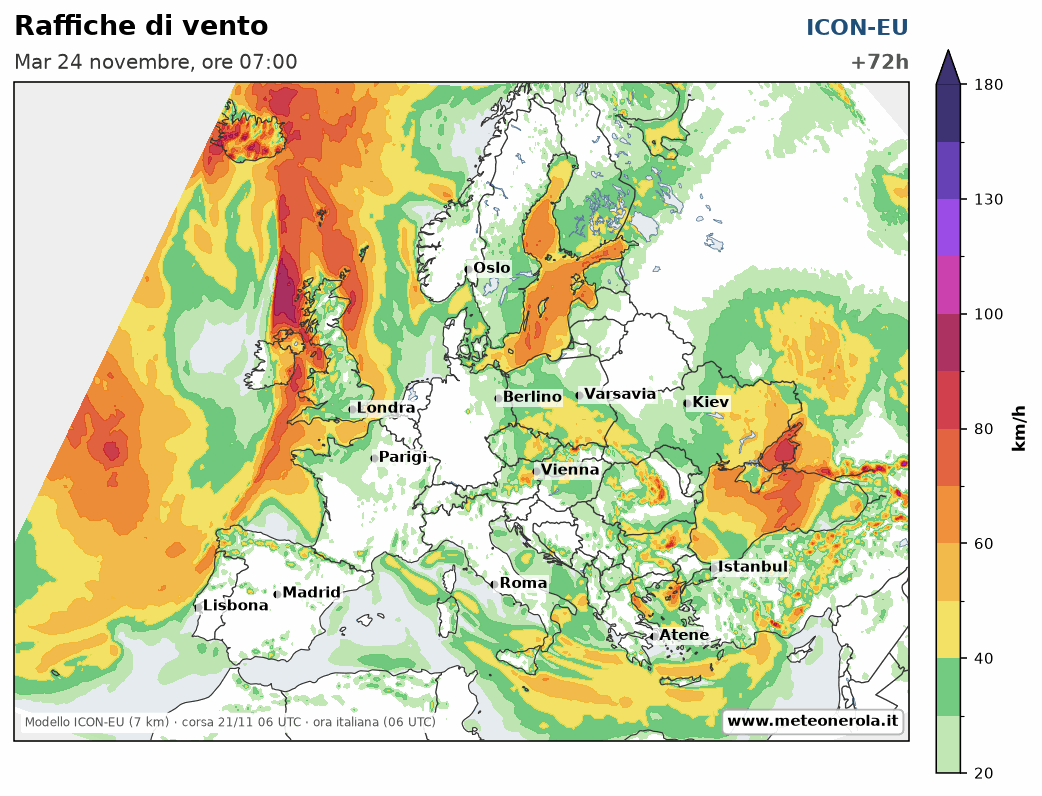 Raffiche di vento
ICON-EU
Mar 24 novembre, ore 07:00
+72h
180
130
100
80
60
40
20
km/h
Oslo
Berlino
Varsavia
Kiev
Londra
Parigi
Vienna
Istanbul
Roma
Madrid
Lisbona
Atene
Modello ICON-EU (7 km) · corsa 21/11 06 UTC · ora italiana (06 UTC)
www.meteonerola.it